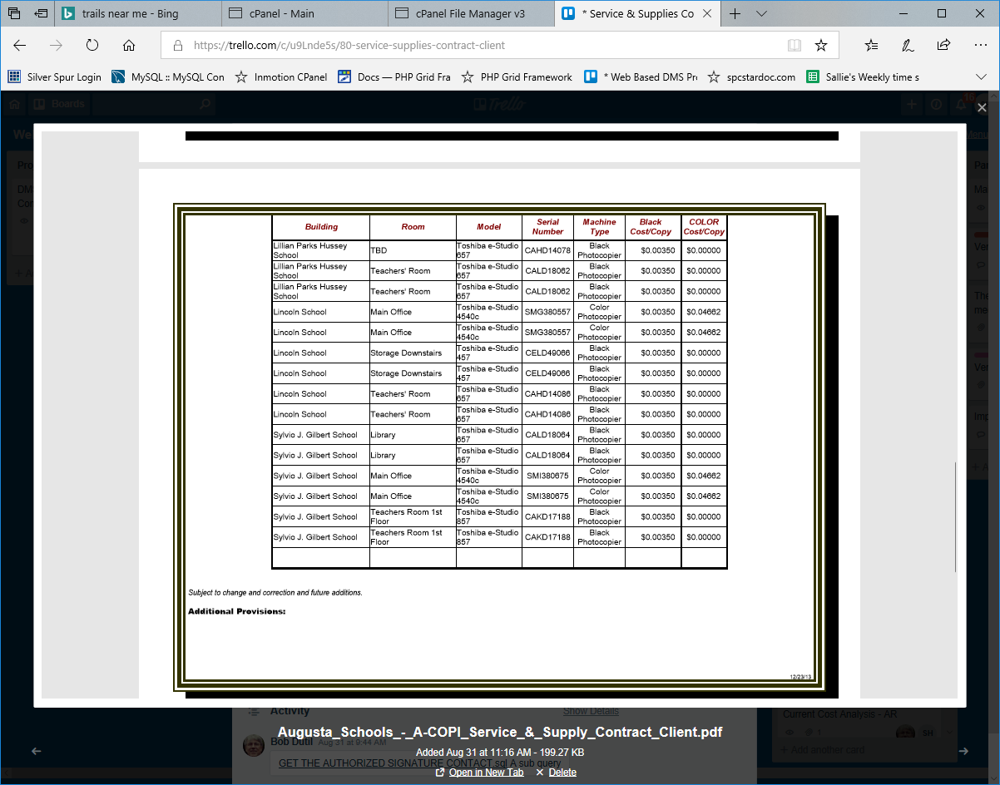 trails near me - Bing
cPanel - Main
cPanel File Manager v3
* Service & Supplies Co
https://trello.com/c/u9Lnde5s/80-service-supplies-contract-client
Silver Spur Login
MySQL :: MySQL Con
Inmotion CPanel
Docs — PHP Grid Fra
PHP Grid Framework
* Web Based DMS Pr
spcstardoc.com
Sallie's Weekly time s
Boards
Trello
16
Building Room Model Serial Number Machine Type Black Cost/Copy COLOR Cost/Copy
Lillian Parks Hussey School TBD Toshiba e-Studio 657 CAHD14078 Black Photocopier $0.00350 $0.00000
Lillian Parks Hussey School Teachers' Room Toshiba e-Studio 657 CALD18062 Black Photocopier $0.00350 $0.00000
Lillian Parks Hussey School Teachers' Room Toshiba e-Studio 657 CALD18062 Black Photocopier $0.00350 $0.00000
Lincoln School Main Office Toshiba e-Studio 4540c SMG380557 Color Photocopier $0.00350 $0.04662
Lincoln School Main Office Toshiba e-Studio 4540c SMG380557 Color Photocopier $0.00350 $0.04662
Lincoln School Storage Downstairs Toshiba e-Studio 457 CELD49066 Black Photocopier $0.00350 $0.00000
Lincoln School Storage Downstairs Toshiba e-Studio 457 CELD49066 Black Photocopier $0.00350 $0.00000
Lincoln School Teachers' Room Toshiba e-Studio 657 CAHD14086 Black Photocopier $0.00350 $0.00000
Lincoln School Teachers' Room Toshiba e-Studio 657 CAHD14086 Black Photocopier $0.00350 $0.00000
Sylvio J. Gilbert School Library Toshiba e-Studio 657 CALD18064 Black Photocopier $0.00350 $0.00000
Sylvio J. Gilbert School Library Toshiba e-Studio 657 CALD18064 Black Photocopier $0.00350 $0.00000
Sylvio J. Gilbert School Main Office Toshiba e-Studio 4540c SMI380675 Color Photocopier $0.00350 $0.04662
Sylvio J. Gilbert School Main Office Toshiba e-Studio 4540c SMI380675 Color Photocopier $0.00350 $0.04662
Sylvio J. Gilbert School Teachers Room 1st Floor Toshiba e-Studio 857 CAKD17188 Black Photocopier $0.00350 $0.00000
Sylvio J. Gilbert School Teachers Room 1st Floor Toshiba e-Studio 857 CAKD17188 Black Photocopier $0.00350 $0.00000
Subject to change and correction and future additions.
Additional Provisions:
12/23/13
Activity
Show Details
Current Cost Analysis - AR
1
SH
+ Add another card
Augusta_Schools_-_A-COPI_Service_&_Supply_Contract_Client.pdf
Bob Dutil Aug 31 at 9:44 AM
Added Aug 31 at 11:16 AM - 199.27 KB
GET THE AUTHORIZED SIGNATURE CONTACT.sql A sub query
Open in New Tab
Delete